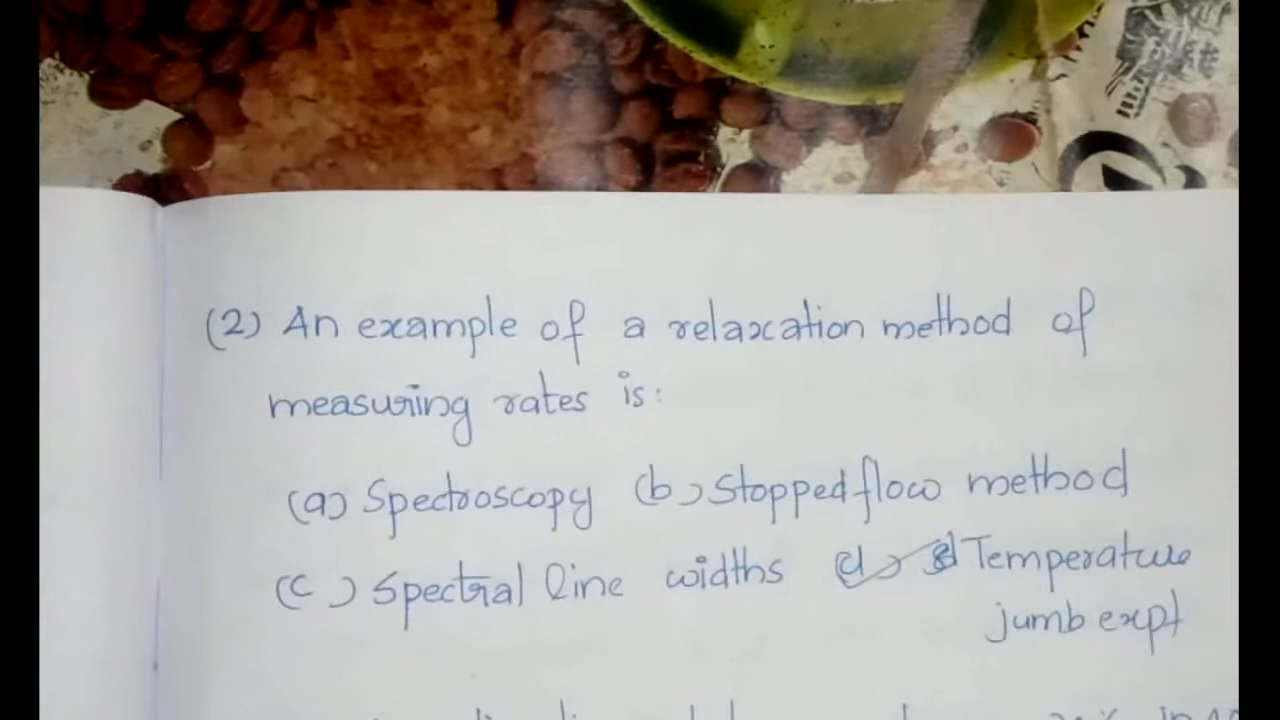 (2) An example of a relaxation method of
measuring rates is:
(a) Spectroscopy (b) Stopped flow method
(c) Spectral line widths (d) Temperature
jumb expt